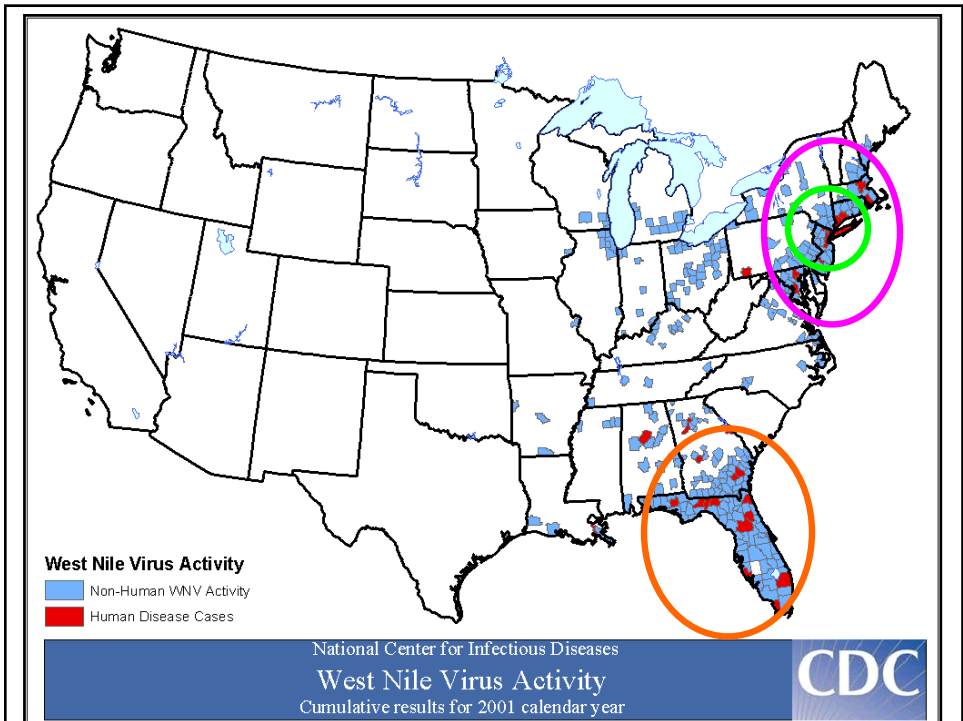 West Nile Virus Activity
Non-Human WNV Activity
Human Disease Cases
National Center for Infectious Diseases
West Nile Virus Activity
Cumulative results for 2001 calendar year
CDC